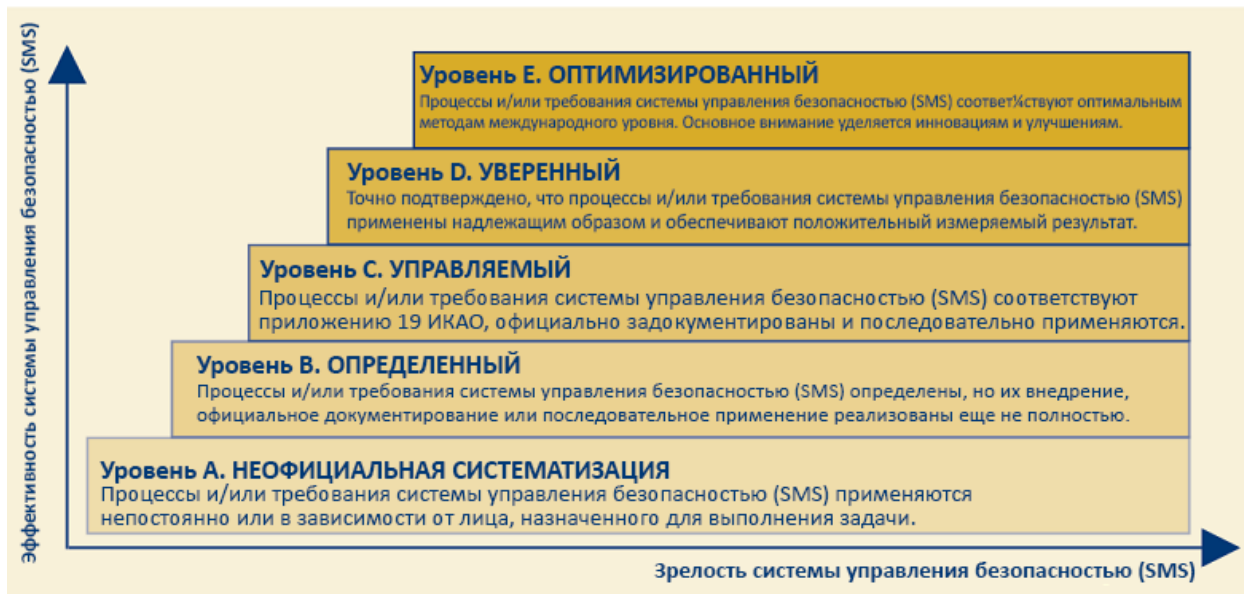 Эффективность системы управления безопасностью (SMS)
Уровень E. ОПТИМИЗИРОВАННЫЙ
Процессы и/или требования системы управления безопасностью (SMS) соответ¼ствуют оптимальным
методам международного уровня. Основное внимание уделяется инновациям и улучшениям.
Уровень D. УВЕРЕННЫЙ
Точно подтверждено, что процессы и/или требования системы управления безопасностью (SMS)
применены надлежащим образом и обеспечивают положительный измеряемый результат.
Уровень C. УПРАВЛЯЕМЫЙ
Процессы и/или требования системы управления безопасностью (SMS) соответствуют
приложению 19 ИКАО, официально задокументированы и последовательно применяются.
Уровень B. ОПРЕДЕЛЕННЫЙ
Процессы и/или требования системы управления безопасностью (SMS) определены, но их внедрение,
официальное документирование или последовательное применение реализованы еще не полностью.
Уровень A. НЕОФИЦИАЛЬНАЯ СИСТЕМАТИЗАЦИЯ
Процессы и/или требования системы управления безопасностью (SMS) применяются
непостоянно или в зависимости от лица, назначенного для выполнения задачи.
Зрелость системы управления безопасностью (SMS)